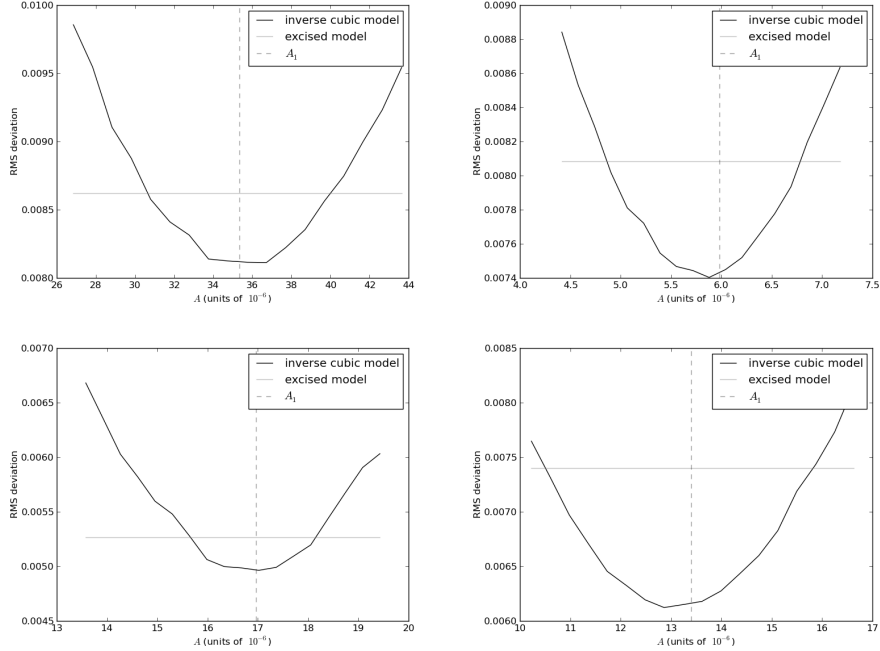 0.0100
0.0095
0.0090
0.0085
0.0080
RMS deviation
26 28 30 32 34 36 38 40 42 44
A (units of 10⁻⁶)
inverse cubic model
excised model
A₁
0.0090
0.0088
0.0086
0.0084
0.0082
0.0080
0.0078
0.0076
0.0074
RMS deviation
4.0 4.5 5.0 5.5 6.0 6.5 7.0 7.5
A (units of 10⁻⁶)
inverse cubic model
excised model
A₁
0.0070
0.0065
0.0060
0.0055
0.0050
0.0045
RMS deviation
13 14 15 16 17 18 19 20
A (units of 10⁻⁶)
inverse cubic model
excised model
A₁
0.0085
0.0080
0.0075
0.0070
0.0065
0.0060
RMS deviation
10 11 12 13 14 15 16 17
A (units of 10⁻⁶)
inverse cubic model
excised model
A₁